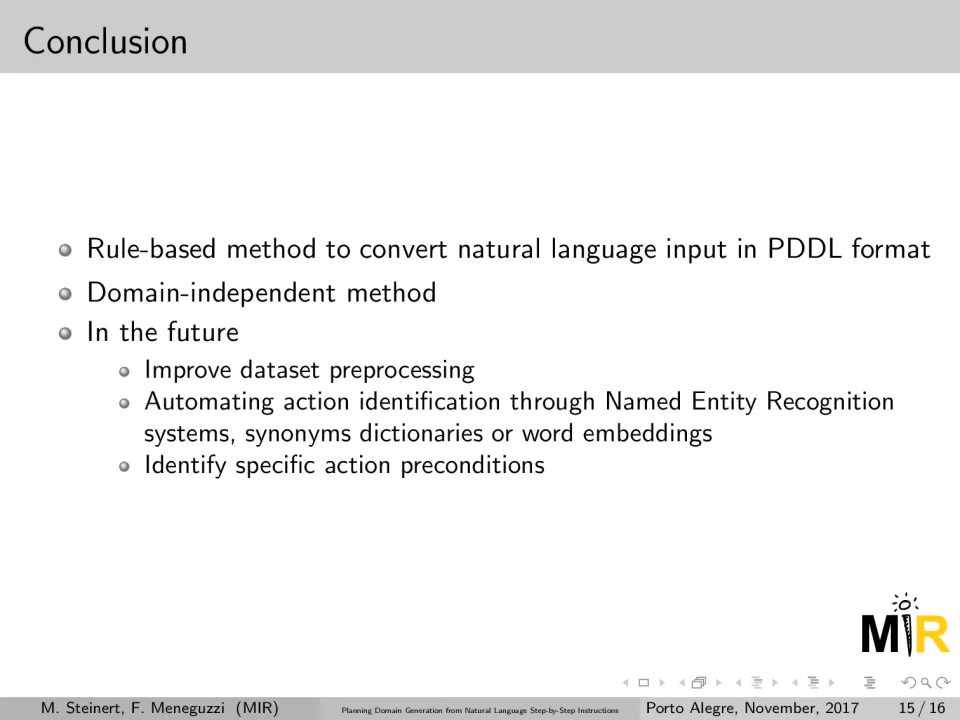 Conclusion
Rule-based method to convert natural language input in PDDL format
Domain-independent method
In the future
Improve dataset preprocessing
Automating action identification through Named Entity Recognition
systems, synonyms dictionaries or word embeddings
Identify specific action preconditions
MIR
M. Steinert, F. Meneguzzi (MIR) Planning Domain Generation from Natural Language Step-by-Step Instructions Porto Alegre, November, 2017 15 / 16